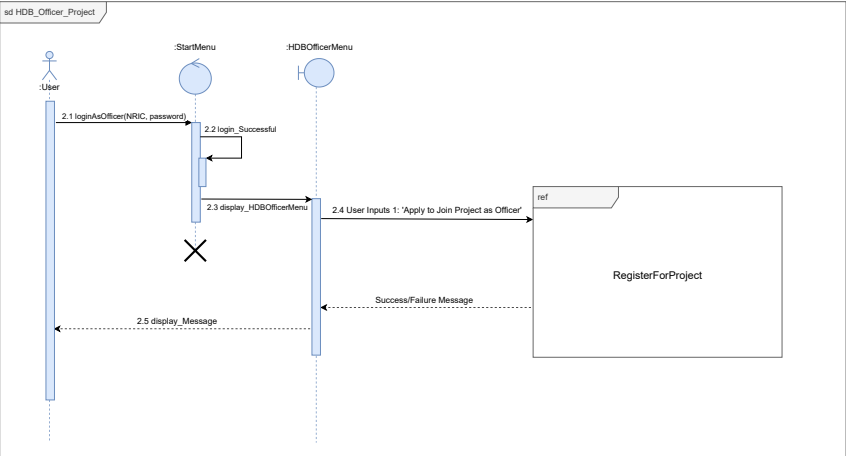 sd HDB_Officer_Project
:StartMenu
:HDBOfficerMenu
:User
2.1 loginAsOfficer(NRIC, password)
2.2 login_Successful
2.3 display_HDBOfficerMenu
2.4 User Inputs 1: 'Apply to Join Project as Officer'
ref
RegisterForProject
Success/Failure Message
2.5 display_Message